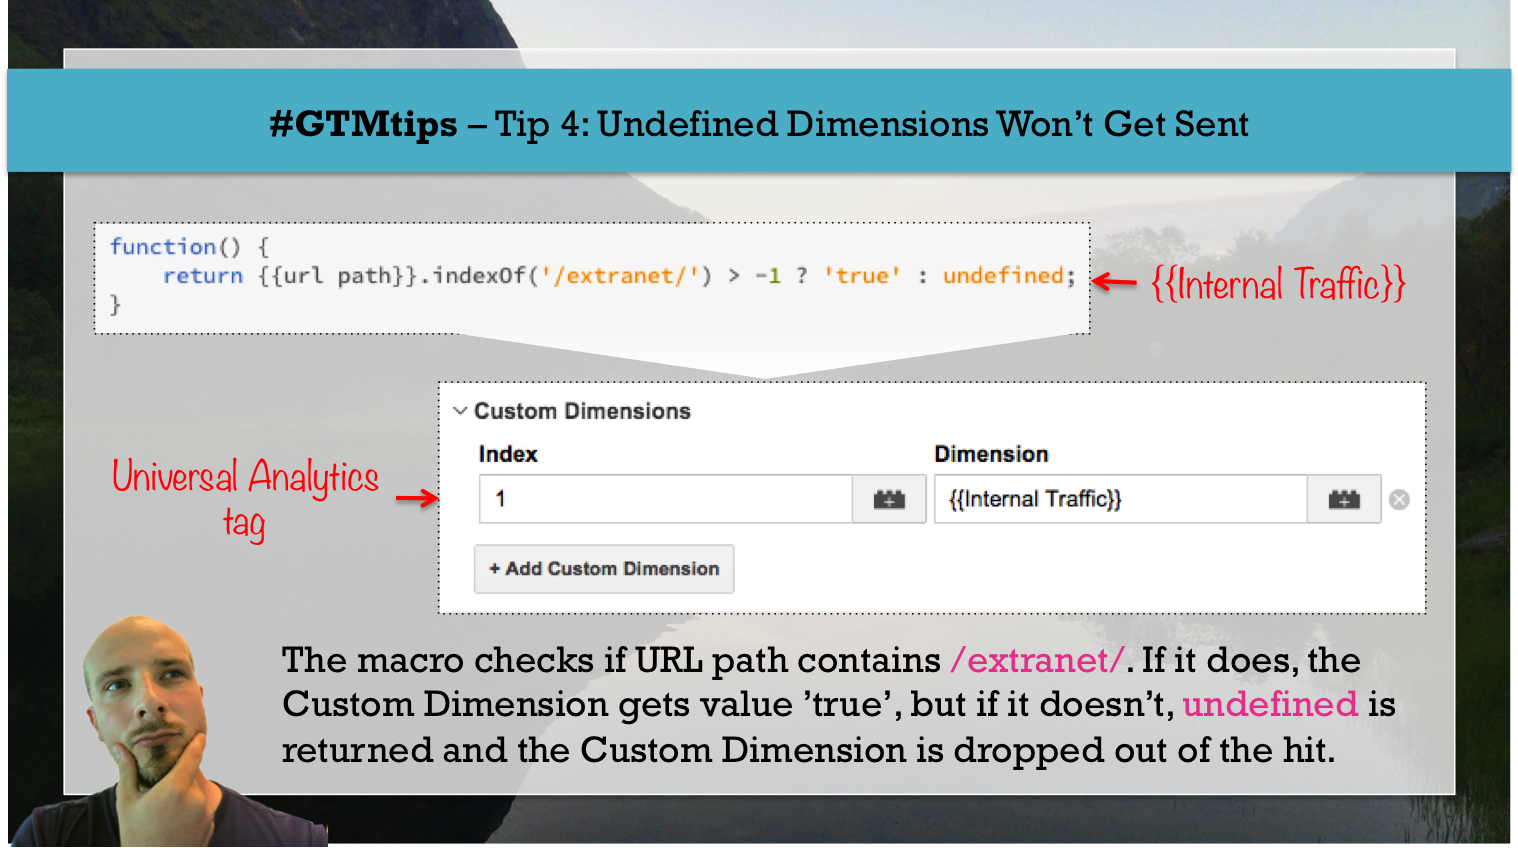 #GTMtips – Tip 4: Undefined Dimensions Won’t Get Sent
function() {
    return {{url path}}.indexOf('/extranet/') > -1 ? 'true' : undefined;
}
{{Internal Traffic}}
Custom Dimensions
Index Dimension
1 {{Internal Traffic}}
+ Add Custom Dimension
Universal Analytics
tag
The macro checks if URL path contains /extranet/. If it does, the
Custom Dimension gets value ’true’, but if it doesn’t, undefined is
returned and the Custom Dimension is dropped out of the hit.